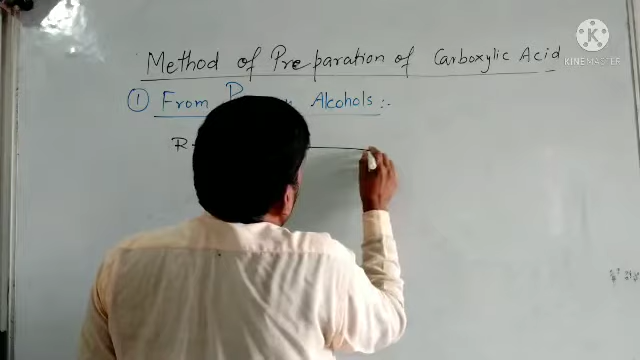 Method of Preparation of Carboxylic Acid
① From Alcohols :-
R-
K
KINEMASTER